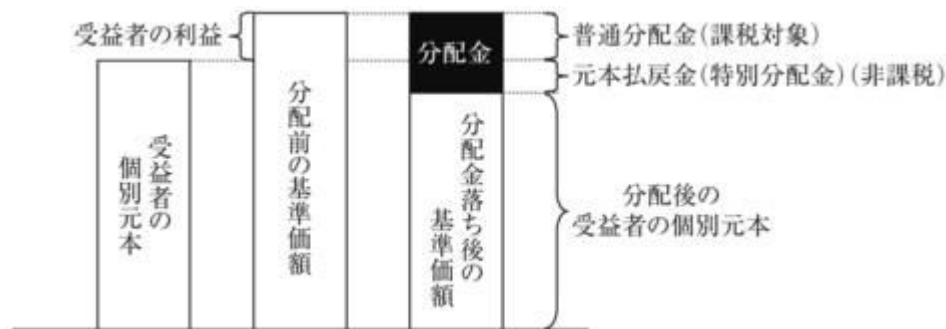 受益者の利益
分配金
普通分配金(課税対象)
元本払戻金(特別分配金)(非課税)
受益者の
個別元本
分配前の基準価額
分配金落ち後の
基準価額
分配後の
受益者の個別元本